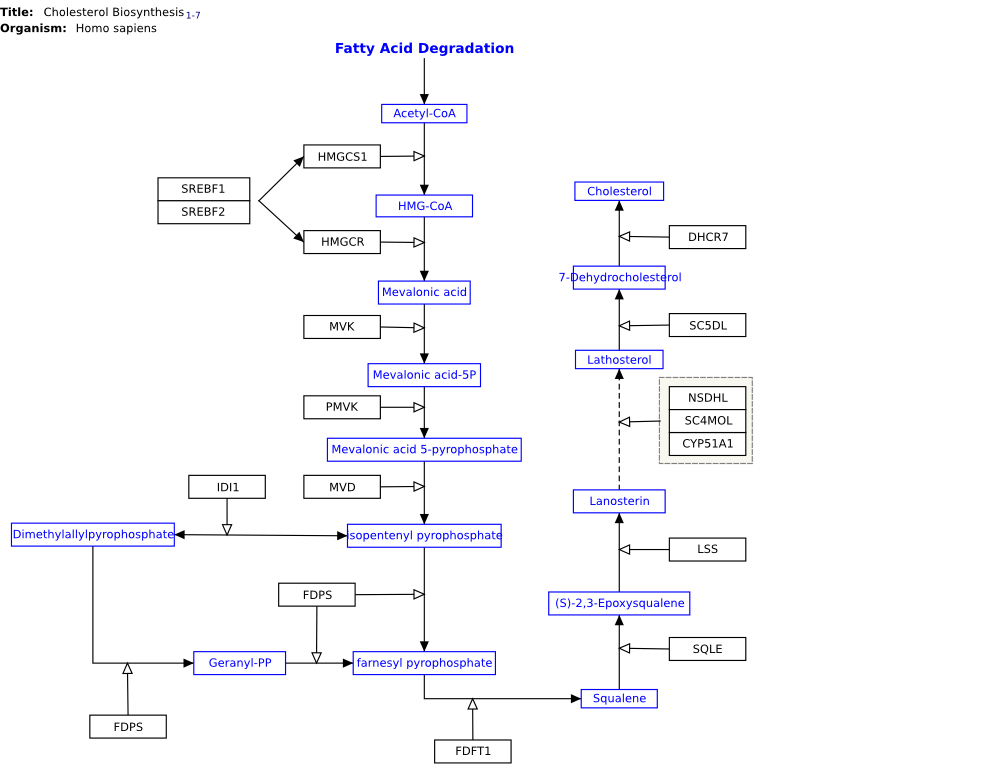 Title: Cholesterol Biosynthesis 1-7
Organism: Homo sapiens
Fatty Acid Degradation
Acetyl-CoA
HMGCS1
SREBF1
SREBF2
HMG-CoA
HMGCR
Mevalonic acid
MVK
Mevalonic acid-5P
PMVK
Mevalonic acid 5-pyrophosphate
IDI1
MVD
Dimethylallylpyrophosphate
Isopentenyl pyrophosphate
FDPS
Geranyl-PP
farnesyl pyrophosphate
FDPS
FDFT1
Cholesterol
DHCR7
7-Dehydrocholesterol
SC5DL
Lathosterol
NSDHL
SC4MOL
CYP51A1
Lanosterin
LSS
(S)-2,3-Epoxysqualene
SQLE
Squalene